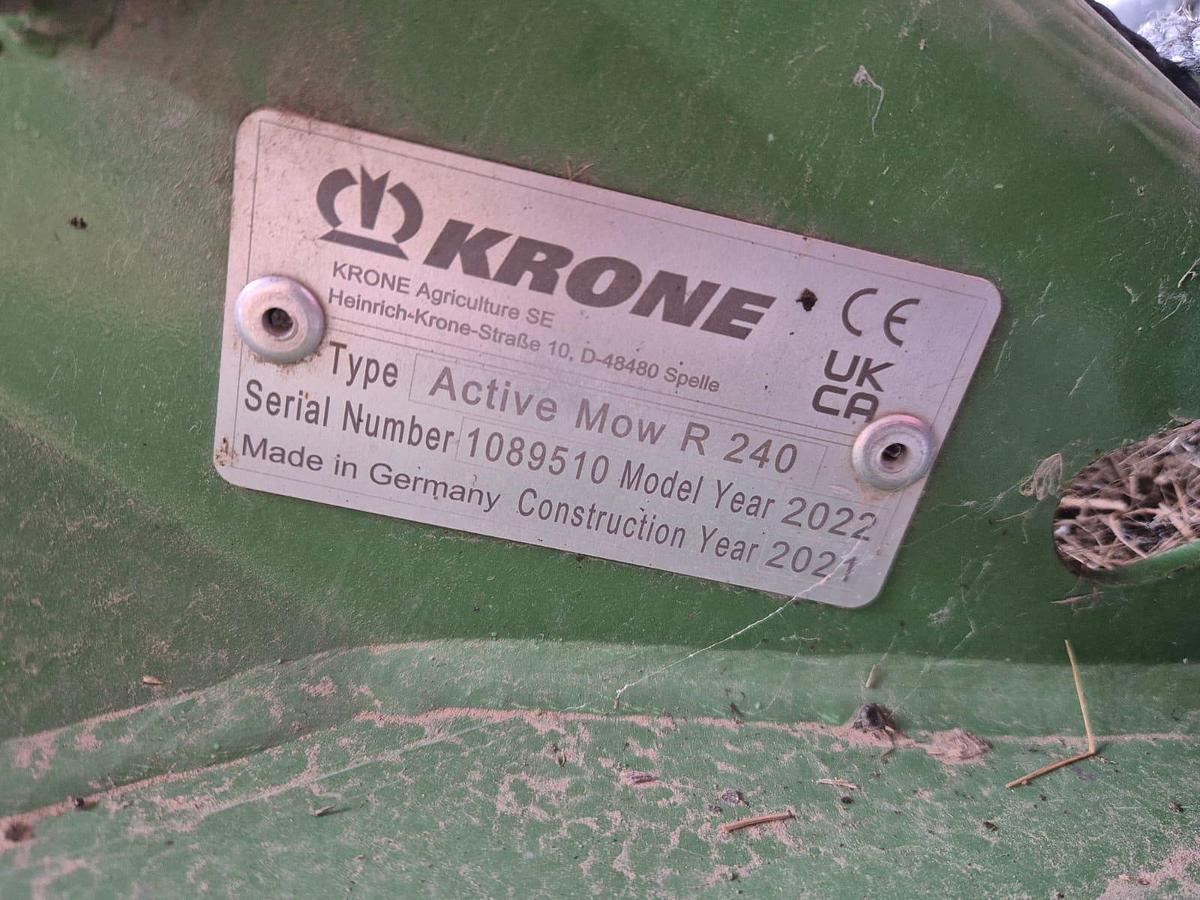 KRONE
KRONE Agriculture SE
Heinrich-Krone-Straße 10, D-48480 Spelle
CE
UK
CA
Type Active Mow R 240
Serial Number 1089510 Model Year 2022
Made in Germany Construction Year 2021